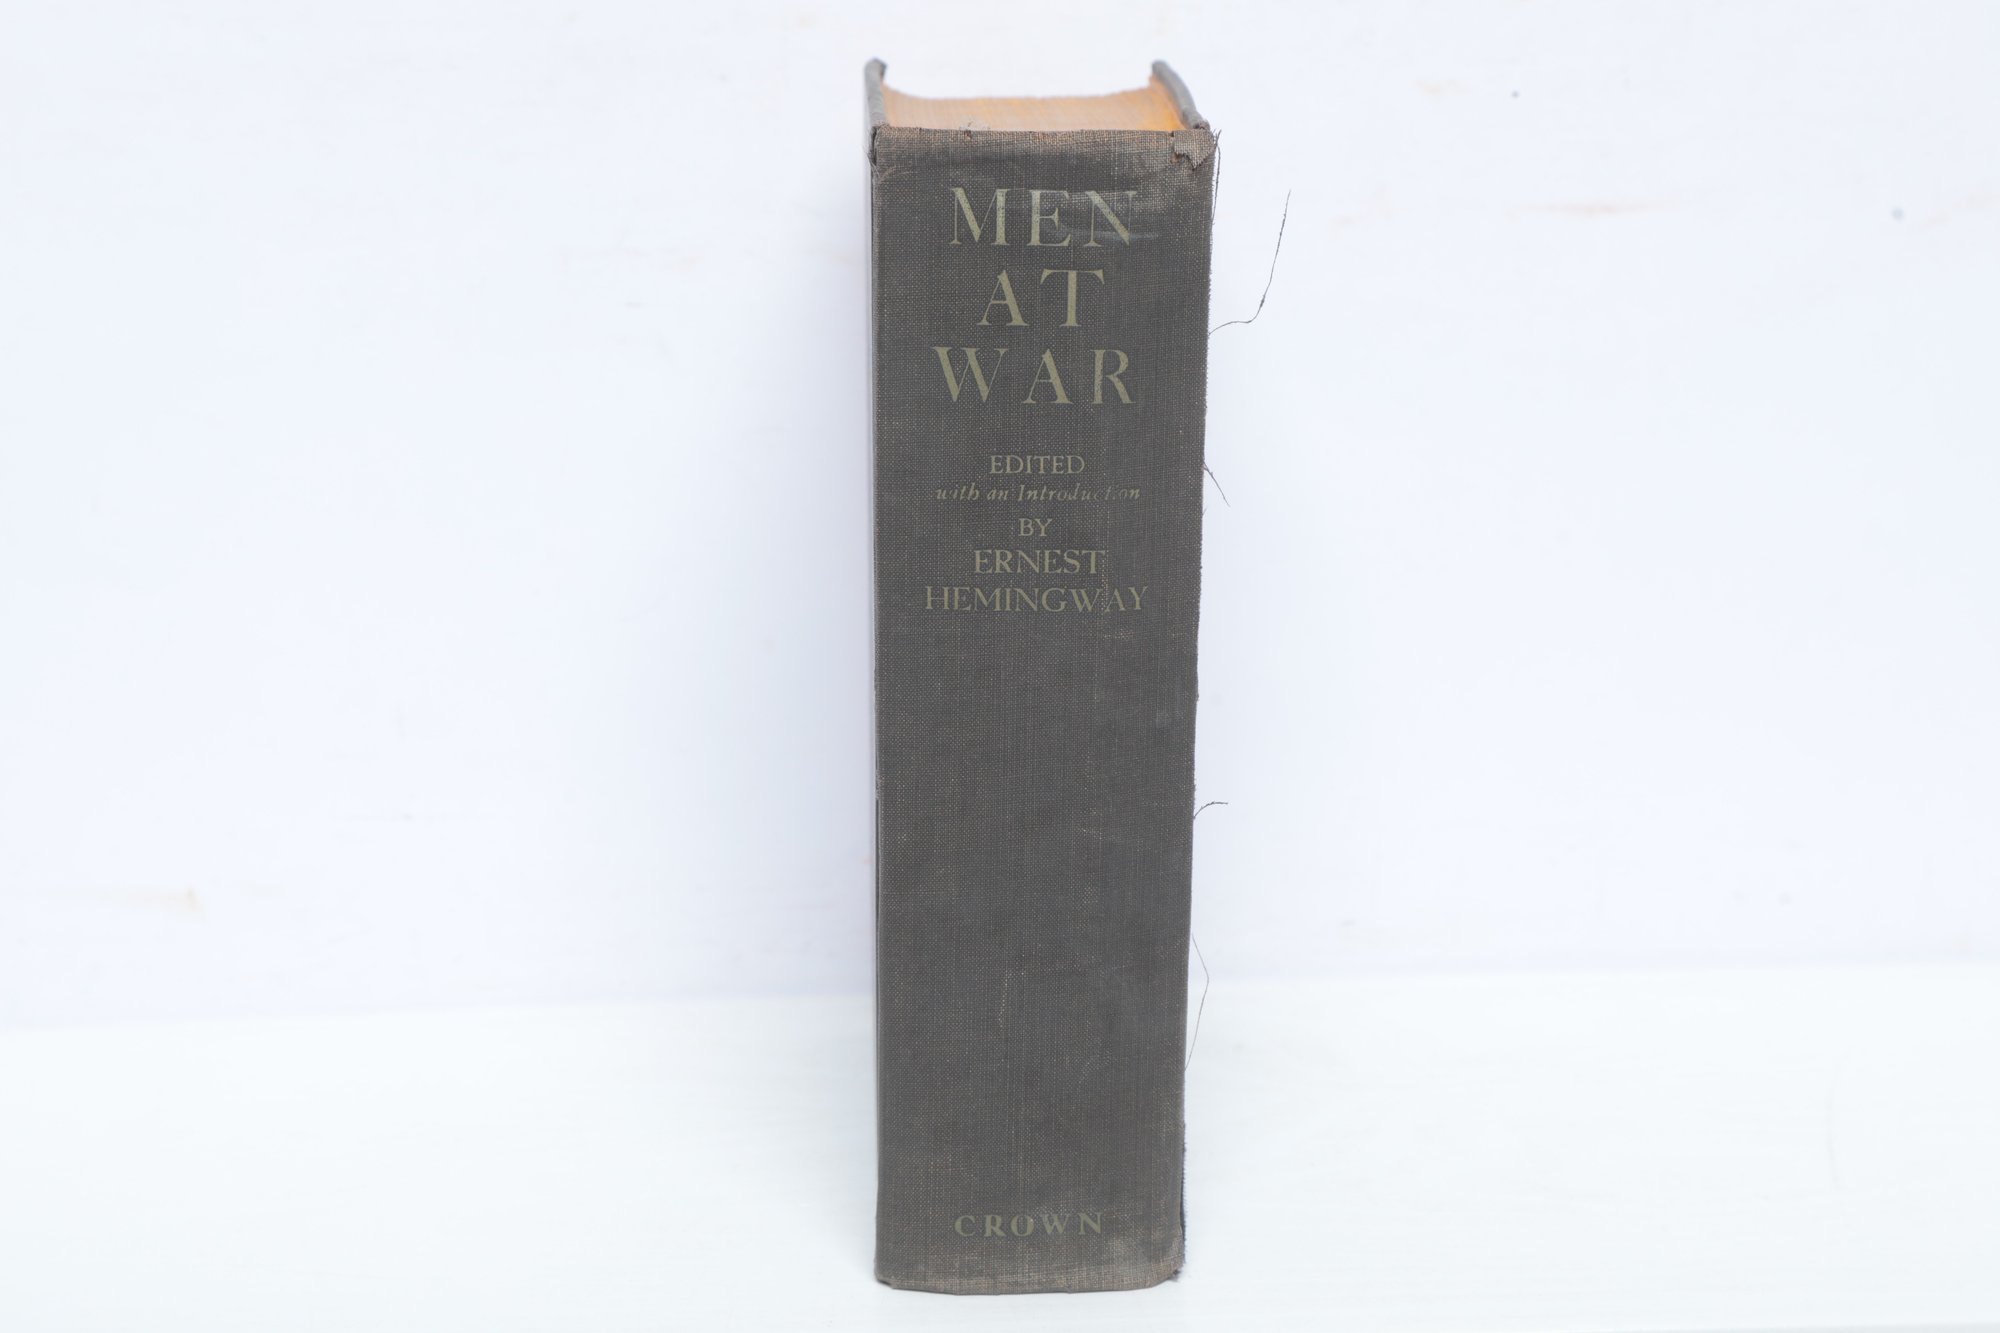 MEN
AT
WAR
EDITED
with an Introduction
BY
ERNEST
HEMINGWAY
CROWN